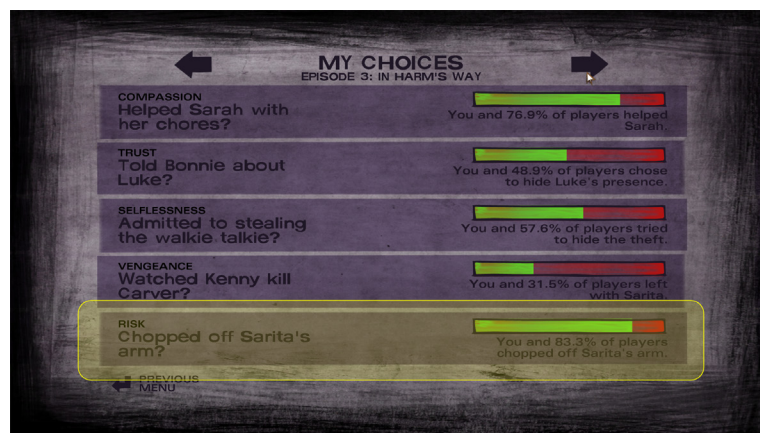 MY CHOICES
EPISODE 3: IN HARM'S WAY
COMPASSION
Helped Sarah with
her chores?
You and 76.9% of players helped
Sarah.
TRUST
Told Bonnie about
Luke?
You and 48.9% of players chose
to hide Luke's presence.
SELFLESSNESS
Admitted to stealing
the walkie talkie?
You and 57.6% of players tried
to hide the theft.
VENGEANCE
Watched Kenny kill
Carver?
You and 31.5% of players left
with Sarita.
RISK
Chopped off Sarita's
arm?
You and 83.3% of players
chopped off Sarita's arm.
PREVIOUS
MENU